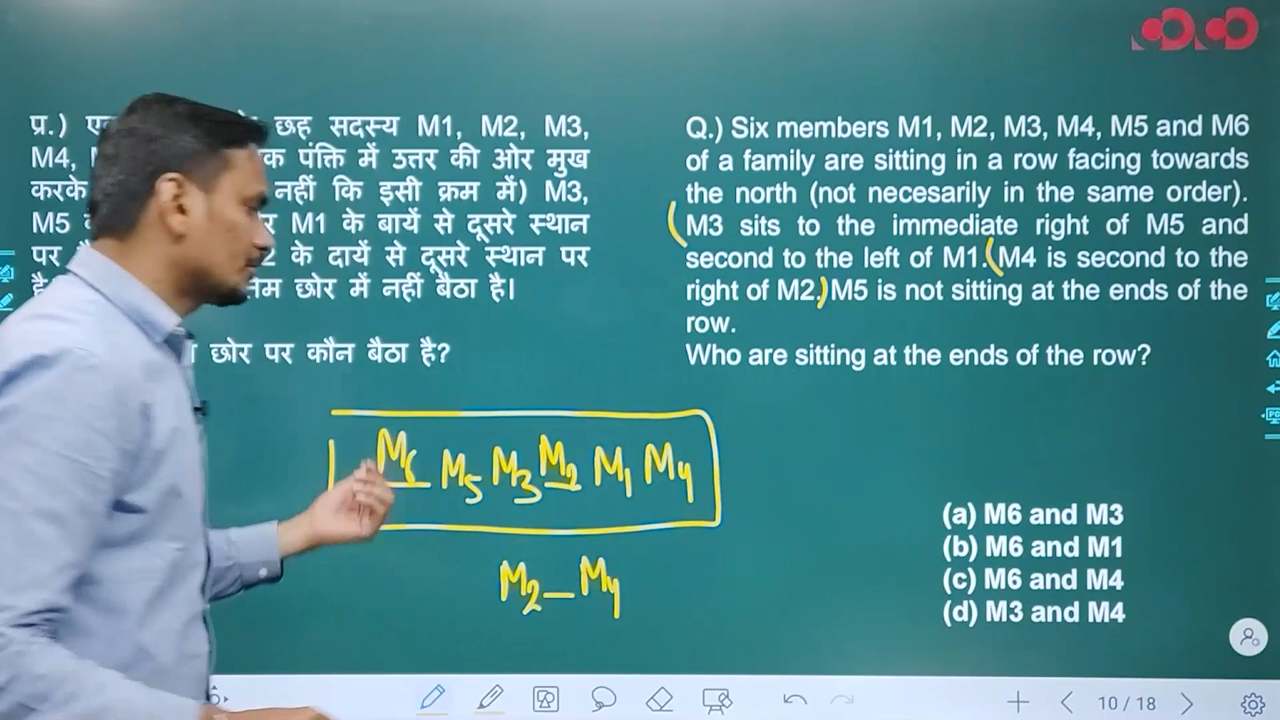 प्र.) छह सदस्य M1, M2, M3,
M4, पंक्ति में उत्तर की ओर मुख
करके नहीं कि इसी क्रम में) M3,
M5 M1 के बायें से दूसरे स्थान
पर के दायें से दूसरे स्थान पर
छोर में नहीं बैठा है।
छोर पर कौन बैठा है?
Q.) Six members M1, M2, M3, M4, M5 and M6
of a family are sitting in a row facing towards
the north (not necesarily in the same order).
M3 sits to the immediate right of M5 and
second to the left of M1. M4 is second to the
right of M2. M5 is not sitting at the ends of the
row.
Who are sitting at the ends of the row?
M6 M5 M3 M2 M1 M4
M2 _ M4
(a) M6 and M3
(b) M6 and M1
(c) M6 and M4
(d) M3 and M4
10 / 18